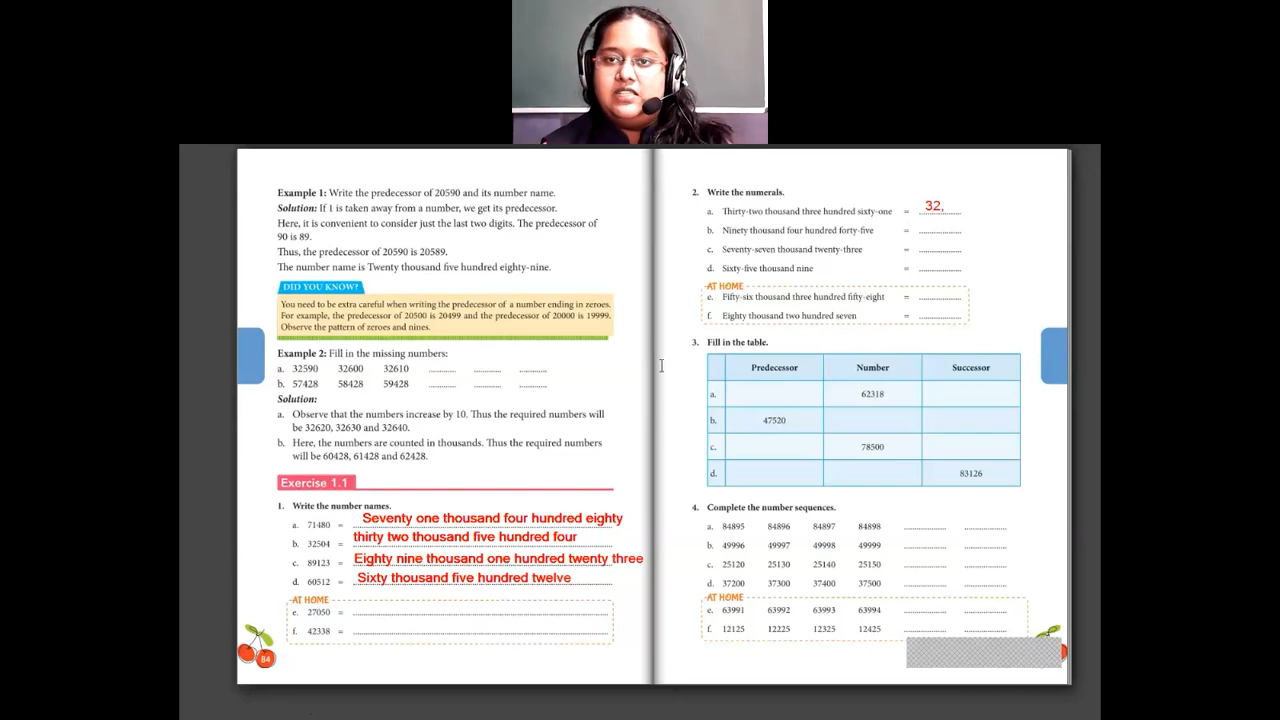 Example 1: Write the predecessor of 20590 and its number name.
Solution: If 1 is taken away from a number, we get its predecessor.
Here, it is convenient to consider just the last two digits. The predecessor of
90 is 89.
Thus, the predecessor of 20590 is 20589.
The number name is Twenty thousand five hundred eighty-nine.
DID YOU KNOW?
You need to be extra careful when writing the predecessor of a number ending in zeroes.
For example, the predecessor of 20500 is 20499 and the predecessor of 20000 is 19999.
Observe the pattern of zeroes and nines.
Example 2: Fill in the missing numbers:
a. 32590 32600 32610 ............ ............ ............
b. 57428 58428 59428 ............ ............ ............
Solution:
a. Observe that the numbers increase by 10. Thus the required numbers will
be 32620, 32630 and 32640.
b. Here, the numbers are counted in thousands. Thus the required numbers
will be 60428, 61428 and 62428.
Exercise 1.1
1. Write the number names.
a. 71480 = Seventy one thousand four hundred eighty
b. 32504 = thirty two thousand five hundred four
c. 89123 = Eighty nine thousand one hundred twenty three
d. 60512 = Sixty thousand five hundred twelve
AT HOME
e. 27050 = ............
f. 42338 = ............
84
2. Write the numerals.
a. Thirty-two thousand three hundred sixty-one = 32,
b. Ninety thousand four hundred forty-five = ............
c. Seventy-seven thousand twenty-three = ............
d. Sixty-five thousand nine = ............
AT HOME
e. Fifty-six thousand three hundred fifty-eight = ............
f. Eighty thousand two hundred seven = ............
3. Fill in the table.
Predecessor Number Successor
a. 62318
b. 47520
c. 78500
d. 83126
4. Complete the number sequences.
a. 84895 84896 84897 84898 ............ ............
b. 49996 49997 49998 49999 ............ ............
c. 25120 25130 25140 25150 ............ ............
d. 37200 37300 37400 37500 ............ ............
AT HOME
e. 63991 63992 63993 63994 ............ ............
f. 12125 12225 12325 12425 ............ ............